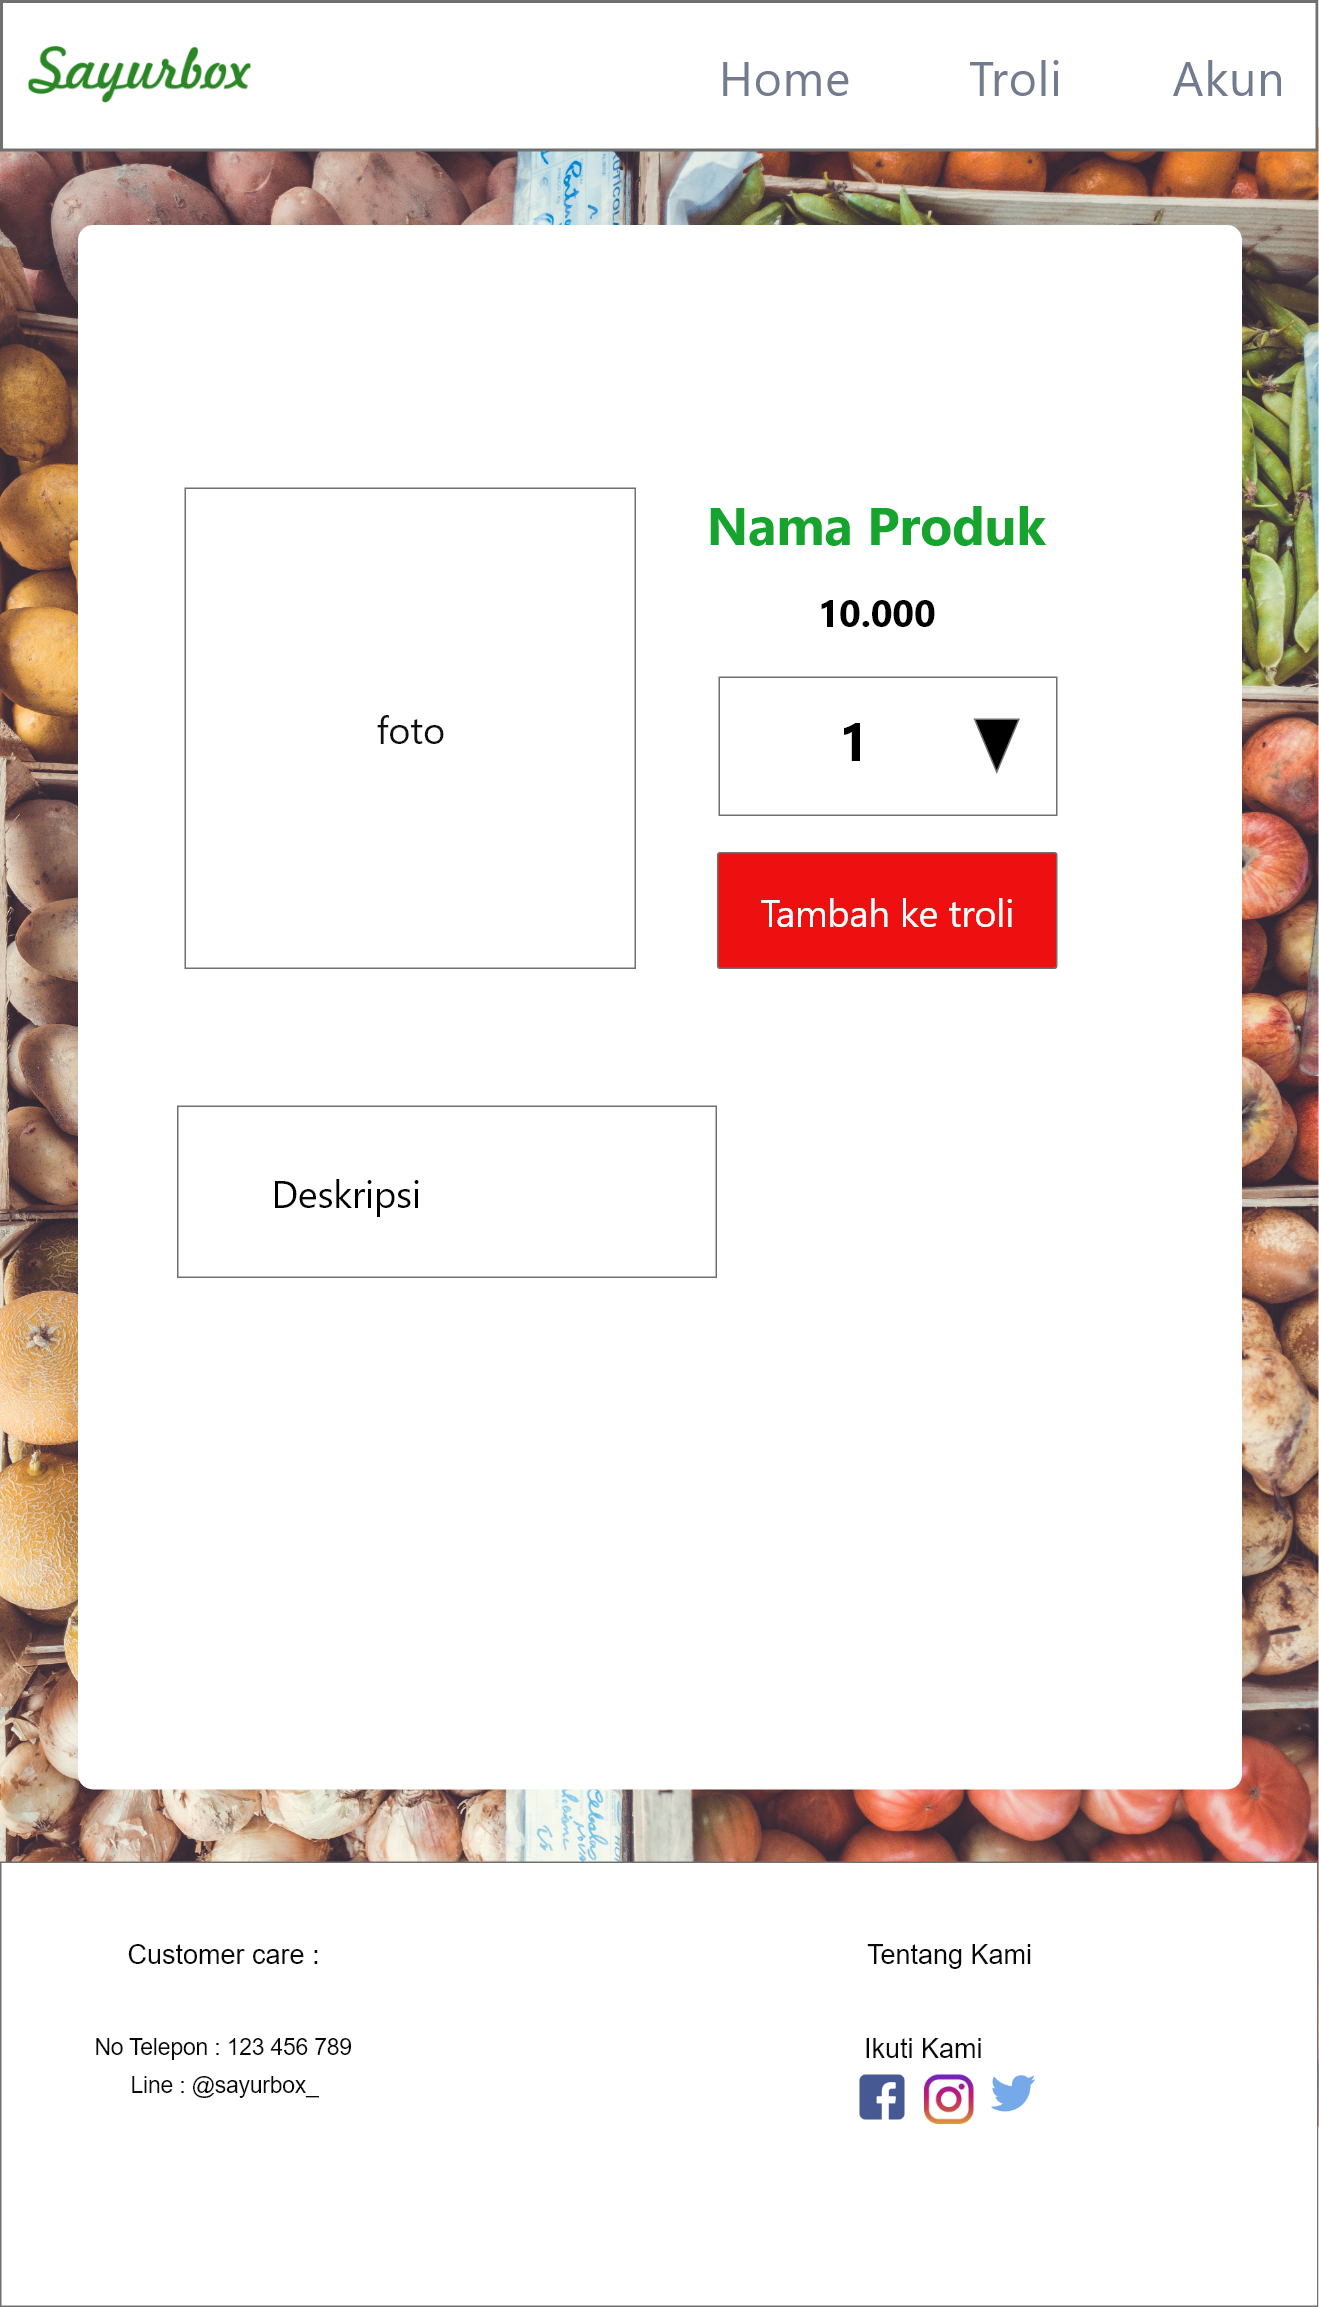 Sayurbox
Home
Troli
Akun
Nama Produk
10.000
foto
1
Tambah ke troli
Deskripsi
Customer care :
Tentang Kami
No Telepon : 123 456 789
Ikuti Kami
Line : @sayurbox_